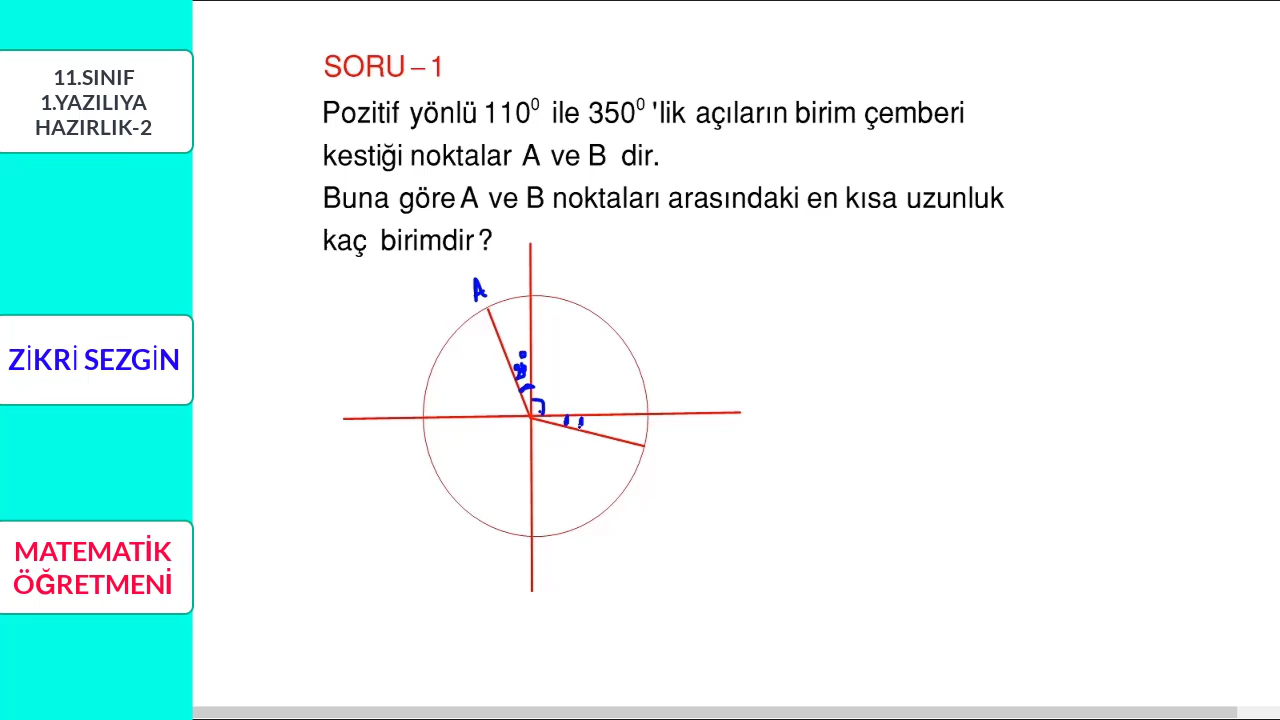 11.SINIF
1.YAZILIYA
HAZIRLIK-2
ZİKRİ SEZGİN
MATEMATİK
ÖĞRETMENİ
SORU – 1
Pozitif yönlü 110⁰ ile 350⁰ 'lik açıların birim çemberi
kestiği noktalar A ve B dir.
Buna göre A ve B noktaları arasındaki en kısa uzunluk
kaç birimdir?
A